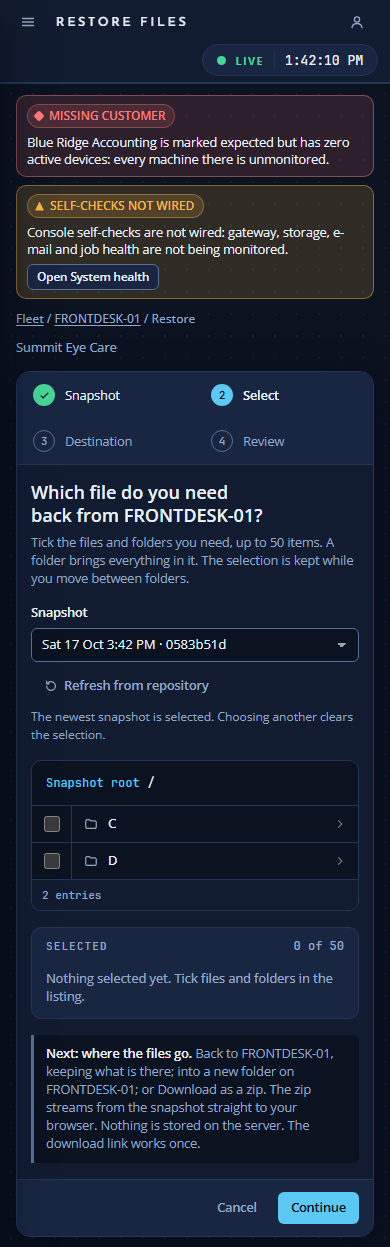 RESTORE FILES
LIVE 1:42:10 PM
MISSING CUSTOMER
Blue Ridge Accounting is marked expected but has zero
active devices: every machine there is unmonitored.
SELF-CHECKS NOT WIRED
Console self-checks are not wired: gateway, storage, e-
mail and job health are not being monitored.
Open System health
Fleet / FRONTDESK-01 / Restore
Summit Eye Care
Snapshot
2 Select
3 Destination
4 Review
Which file do you need
back from FRONTDESK-01?
Tick the files and folders you need, up to 50 items. A
folder brings everything in it. The selection is kept while
you move between folders.
Snapshot
Sat 17 Oct 3:42 PM · 0583b51d
Refresh from repository
The newest snapshot is selected. Choosing another clears
the selection.
Snapshot root /
C
D
2 entries
SELECTED 0 of 50
Nothing selected yet. Tick files and folders in the
listing.
Next: where the files go. Back to FRONTDESK-01,
keeping what is there; into a new folder on
FRONTDESK-01; or Download as a zip. The zip
streams from the snapshot straight to your
browser. Nothing is stored on the server. The
download link works once.
Cancel Continue